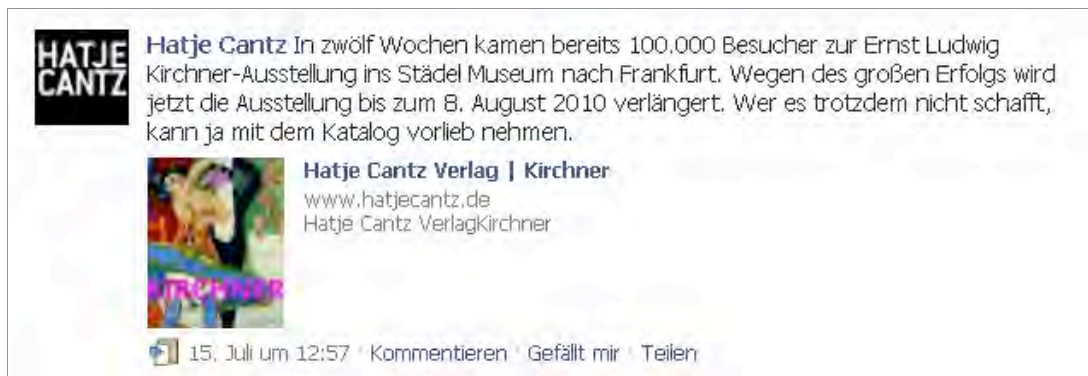 HATJE
CANTZ
Hatje Cantz In zwölf Wochen kamen bereits 100.000 Besucher zur Ernst Ludwig
Kirchner-Ausstellung ins Städel Museum nach Frankfurt. Wegen des großen Erfolgs wird
jetzt die Ausstellung bis zum 8. August 2010 verlängert. Wer es trotzdem nicht schafft,
kann ja mit dem Katalog vorlieb nehmen.
KIRCHNER
Hatje Cantz Verlag | Kirchner
www.hatjecantz.de
Hatje Cantz VerlagKirchner
15. Juli um 12:57 · Kommentieren · Gefällt mir · Teilen